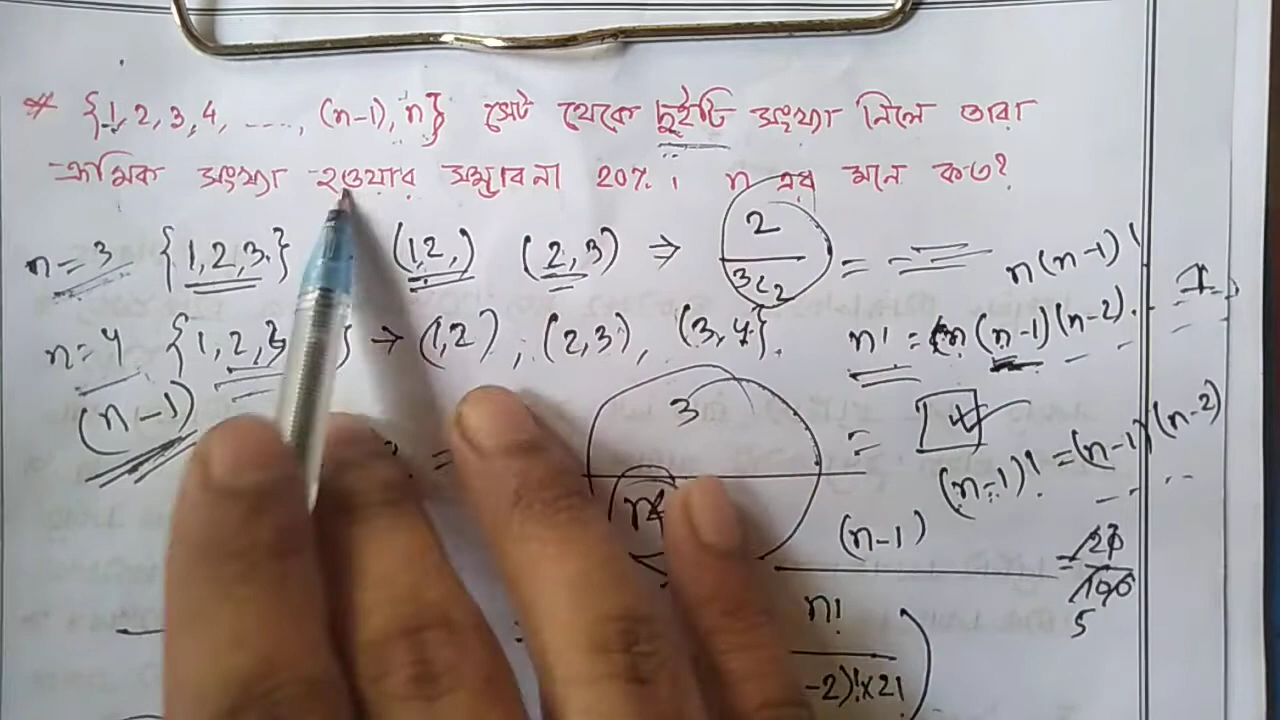 * {1, 2, 3, 4, ....., (n-1), n} সেট থেকে দুইটি সংখ্যা নিলে তারা
ক্রমিক সংখ্যা হওয়ার সম্ভাবনা 20%। n এর মান কত?
n = 3 {1,2,3.} (1,2,) (2,3) ⇒ 2/3C2 = n(n-1)!
n=4 {1,2,3 } → (1,2), (2,3), (3,4}. n! = (n-1)(n-2).
(n-1) 3 = 4
(n-1)! = (n-1)(n-2) ....
(n-1) = 20/100
5
n!
-2)!×2!